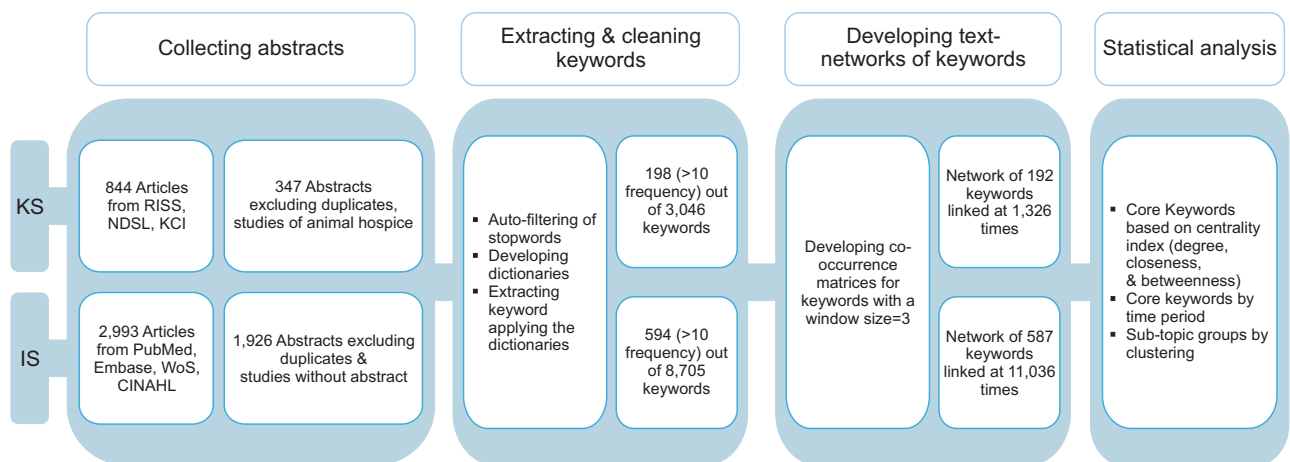 Collecting abstracts
Extracting & cleaning
keywords
Developing text-
networks of keywords
Statistical analysis
KS
844 Articles
from RISS,
NDSL, KCI
347 Abstracts
excluding duplicates,
studies of animal hospice
IS
2,993 Articles
from PubMed,
Embase, WoS,
CINAHL
1,926 Abstracts excluding
duplicates &
studies without abstract
▪ Auto-filtering of
stopwords
▪ Developing
dictionaries
▪ Extracting
keyword
applying the
dictionaries
198 (>10
frequency) out
of 3,046
keywords
594 (>10
frequency) out
of 8,705
keywords
Developing co-
occurrence
matrices for
keywords with a
window size=3
Network of 192
keywords
linked at 1,326
times
Network of 587
keywords
linked at 11,036
times
▪ Core Keywords
based on centrality
index (degree,
closeness,
& betweenness)
▪ Core keywords by
time period
▪ Sub-topic groups by
clustering